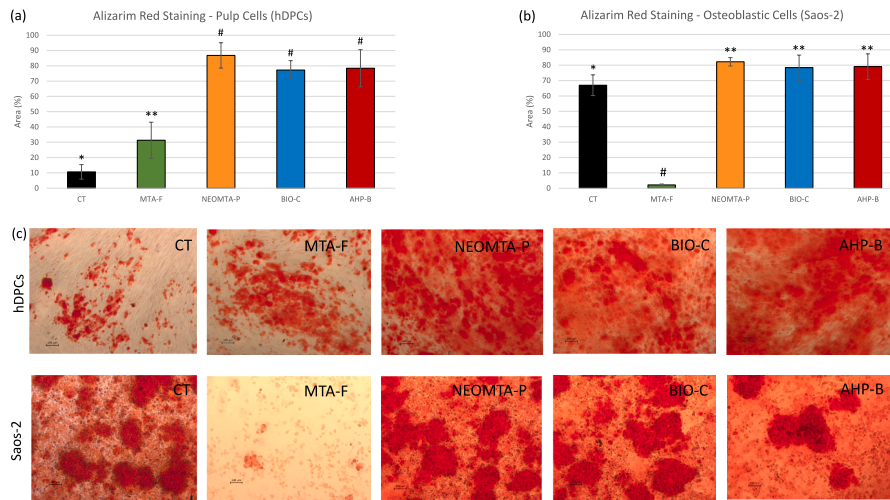 (a)
Alizarim Red Staining - Pulp Cells (hDPCs)
Area (%)
100
90
80
70
60
50
40
30
20
10
0
*
**
#
#
#
CT
MTA-F
NEOMTA-P
BIO-C
AHP-B
(b)
Alizarim Red Staining - Osteoblastic Cells (Saos-2)
Area (%)
100
90
80
70
60
50
40
30
20
10
0
*
#
**
**
**
CT
MTA-F
NEOMTA-P
BIO-C
AHP-B
(c)
hDPCs
CT
MTA-F
NEOMTA-P
BIO-C
AHP-B
Saos-2
CT
MTA-F
NEOMTA-P
BIO-C
AHP-B